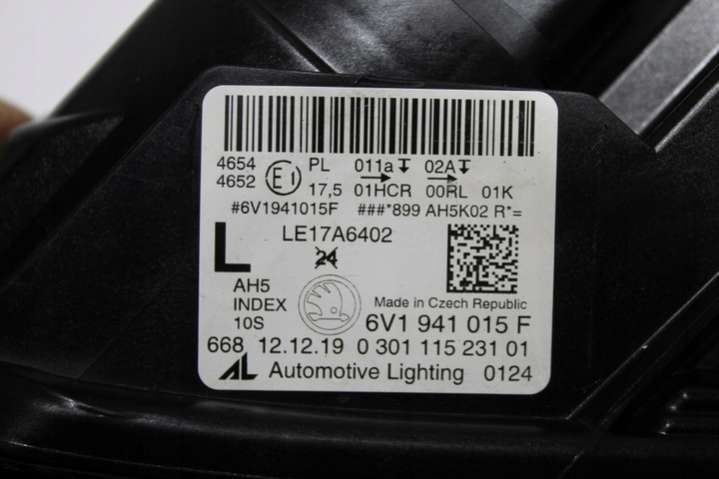 4654 E1 PL 011a 02A
4652 17,5 01HCR 00RL 01K
#6V1941015F ###*899 AH5K02 R*=
L LE17A6402
24
AH5
INDEX Made in Czech Republic
10S 6V1 941 015 F
668 12.12.19 0 301 115 231 01
AL Automotive Lighting 0124